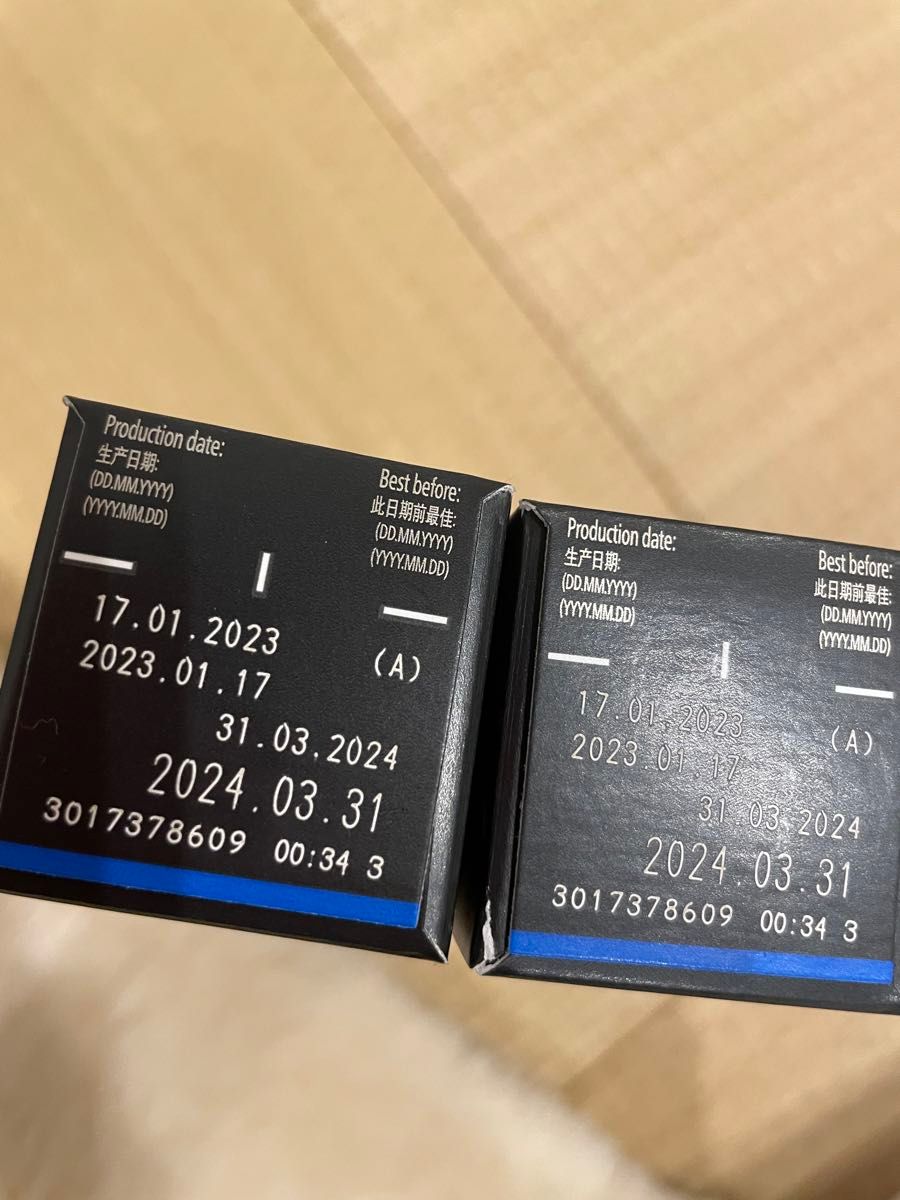 Production date:
生产日期:
(DD.MM.YYYY)
(YYYY.MM.DD)
Best before:
此日期前最佳:
(DD.MM.YYYY)
(YYYY.MM.DD)
17.01.2023
2023.01.17
(A)
31.03.2024
2024.03.31
3017378609 00:34 3
Production date:
生产日期:
(DD.MM.YYYY)
(YYYY.MM.DD)
Best before:
此日期前最佳:
(DD.MM.YYYY)
(YYYY.MM.DD)
17.01.2023
2023.01.17
(A)
31.03.2024
2024.03.31
3017378609 00:34 3